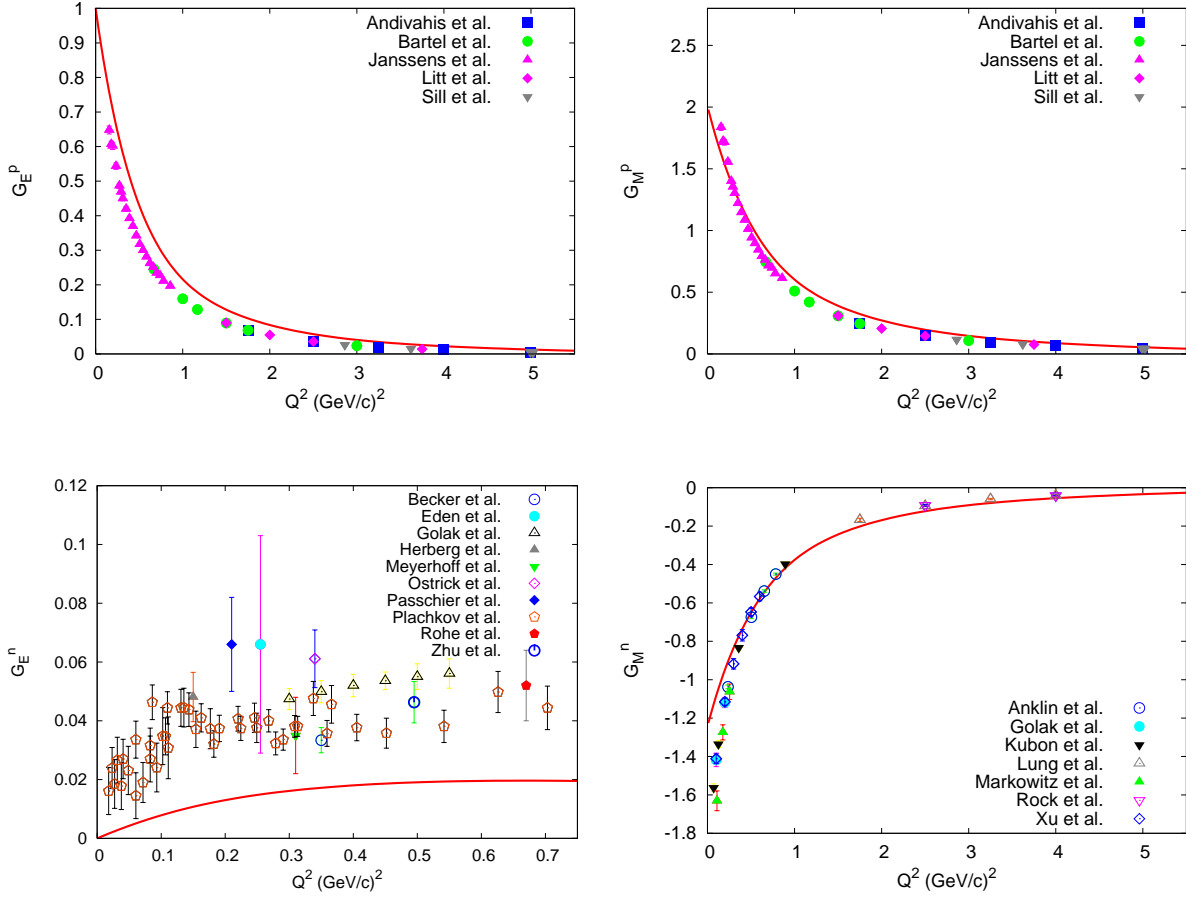 Andivahis et al.
Bartel et al.
Janssens et al.
Litt et al.
Sill et al.
1
0.9
0.8
0.7
0.6
0.5
0.4
0.3
0.2
0.1
0
G_E^p
0 1 2 3 4 5
Q^2 (GeV/c)^2
Andivahis et al.
Bartel et al.
Janssens et al.
Litt et al.
Sill et al.
2.5
2
1.5
1
0.5
0
G_M^p
0 1 2 3 4 5
Q^2 (GeV/c)^2
Becker et al.
Eden et al.
Golak et al.
Herberg et al.
Meyerhoff et al.
Ostrick et al.
Passchier et al.
Plachkov et al.
Rohe et al.
Zhu et al.
0.12
0.1
0.08
0.06
0.04
0.02
0
G_E^n
0 0.1 0.2 0.3 0.4 0.5 0.6 0.7
Q^2 (GeV/c)^2
0
-0.2
-0.4
-0.6
-0.8
-1
-1.2
-1.4
-1.6
-1.8
G_M^n
Anklin et al.
Golak et al.
Kubon et al.
Lung et al.
Markowitz et al.
Rock et al.
Xu et al.
0 1 2 3 4 5
Q^2 (GeV/c)^2